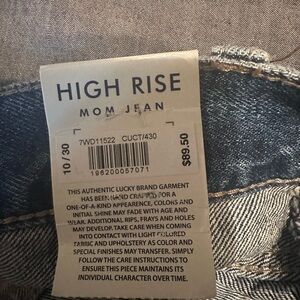 HIGH RISE
MOM JEAN
7WD11522 CUCT/430
10 / 30
$89.50
196200057071
THIS AUTHENTIC LUCKY BRAND GARMENT
HAS BEEN HAND CRAFTED FOR A
ONE-OF-A-KIND APPEARANCE, COLORS AND
INITIAL SHINE MAY FADE WITH AGE AND
WEAR. ADDITIONAL RIPS, FRAYS AND HOLES
MAY DEVELOP. TAKE CARE WHEN COMING
INTO CONTACT WITH LIGHT COLORED
FABRIC AND UPHOLSTERY AS COLOR AND
SPECIAL FINISHES MAY TRANSFER. SIMPLY
FOLLOW THE CARE INSTRUCTIONS TO
ENSURE THIS PIECE MAINTAINS ITS
INDIVIDUAL CHARACTER OVER TIME.